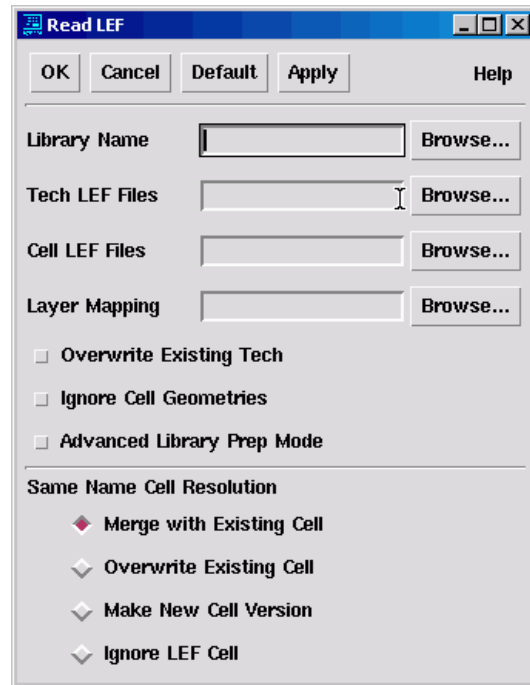 Read LEF
OK Cancel Default Apply Help
Library Name Browse...
Tech LEF Files Browse...
Cell LEF Files Browse...
Layer Mapping Browse...
Overwrite Existing Tech
Ignore Cell Geometries
Advanced Library Prep Mode
Same Name Cell Resolution
Merge with Existing Cell
Overwrite Existing Cell
Make New Cell Version
Ignore LEF Cell